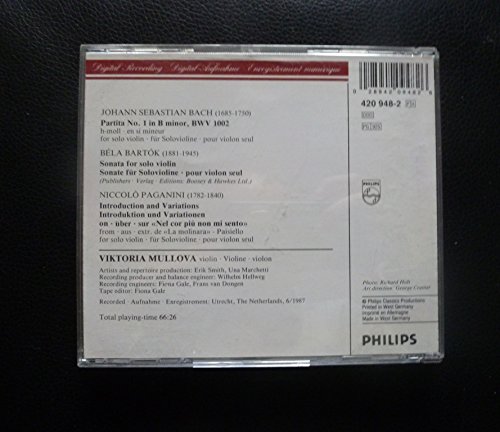 Digital Recording · Digital-Aufnahme · Enregistrement numérique
JOHANN SEBASTIAN BACH (1685-1750)
Partita No. 1 in B minor, BWV 1002
h-moll · en si mineur
for solo violin · für Solovioline · pour violon seul
BÉLA BARTÓK (1881-1945)
Sonata for solo violin
Sonate für Solovioline · pour violon seul
(Publishers · Verlag · Editions: Boosey & Hawkes Ltd.)
NICCOLÒ PAGANINI (1782-1840)
Introduction and Variations
Introduktion und Variationen
on · über · sur «Nel cor più non mi sento»
from · aus · extr. de «La molinara» - Paisiello
for solo violin · für Solovioline · pour violon seul
VIKTORIA MULLOVA violin · Violine · violon
Artists and repertoire production: Erik Smith, Una Marchetti
Recording producer and balance engineer: Wilhelm Hellweg
Recording engineers: Fiona Gale, Frans van Dongen
Tape editor: Fiona Gale
Recorded · Aufnahme · Enregistrement: Utrecht, The Netherlands, 6/1987
Total playing-time 66:26
0 28942 09482
420 948-2
DDD
PHILIPS
Photo: Richard Holt
Art direction: George Cramer
℗ Philips Classics Productions
Printed in West Germany
Imprimé en Allemagne
Made in West Germany
PHILIPS